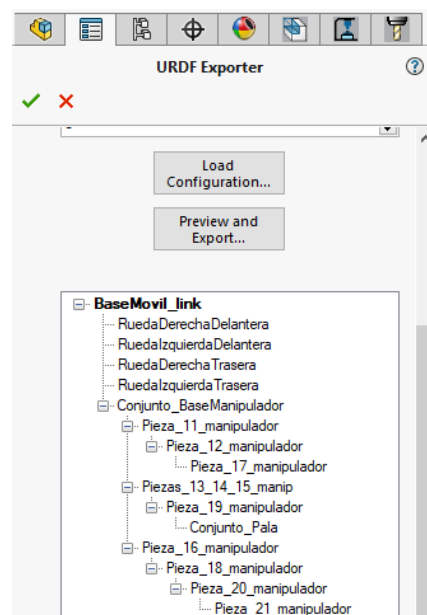 URDF Exporter
Load
Configuration...
Preview and
Export...
BaseMovil_link
RuedaDerechaDelantera
RuedaIzquierdaDelantera
RuedaDerechaTrasera
RuedaIzquierdaTrasera
Conjunto_BaseManipulador
Pieza_11_manipulador
Pieza_12_manipulador
Pieza_17_manipulador
Piezas_13_14_15_manip
Pieza_19_manipulador
Conjunto_Pala
Pieza_16_manipulador
Pieza_18_manipulador
Pieza_20_manipulador
Pieza_21_manipulador